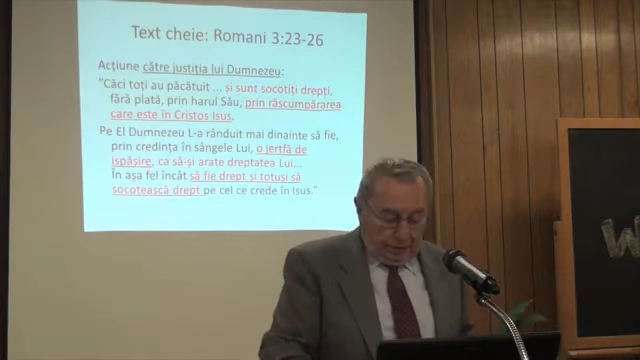 Text cheie: Romani 3:23-26
Acțiune către justiția lui Dumnezeu:
“Căci toți au păcătuit ... și sunt socotiți drepți,
fără plată, prin harul Său, prin răscumpărarea
care este în Cristos Isus.
Pe El Dumnezeu L-a rânduit mai dinainte să fie,
prin credința în sângele Lui, o jertfă de
ispășire, ca să-și arate dreptatea Lui...
În așa fel încât să fie drept și totuși să
socotească drept pe cel ce crede în Isus.”